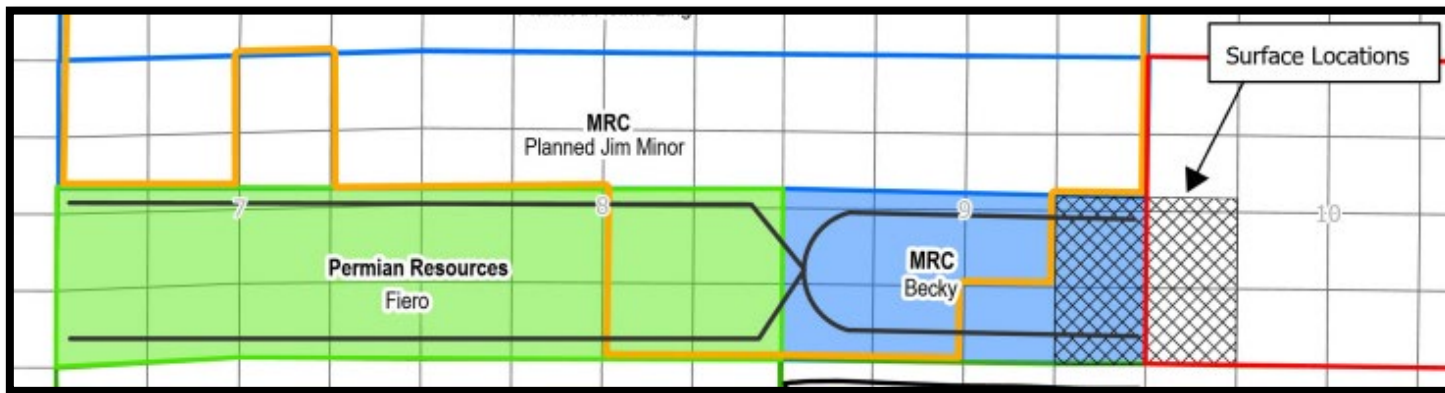 Surface Locations
MRC
Planned Jim Minor
7
8
9
10
Permian Resources
Fiero
MRC
Becky